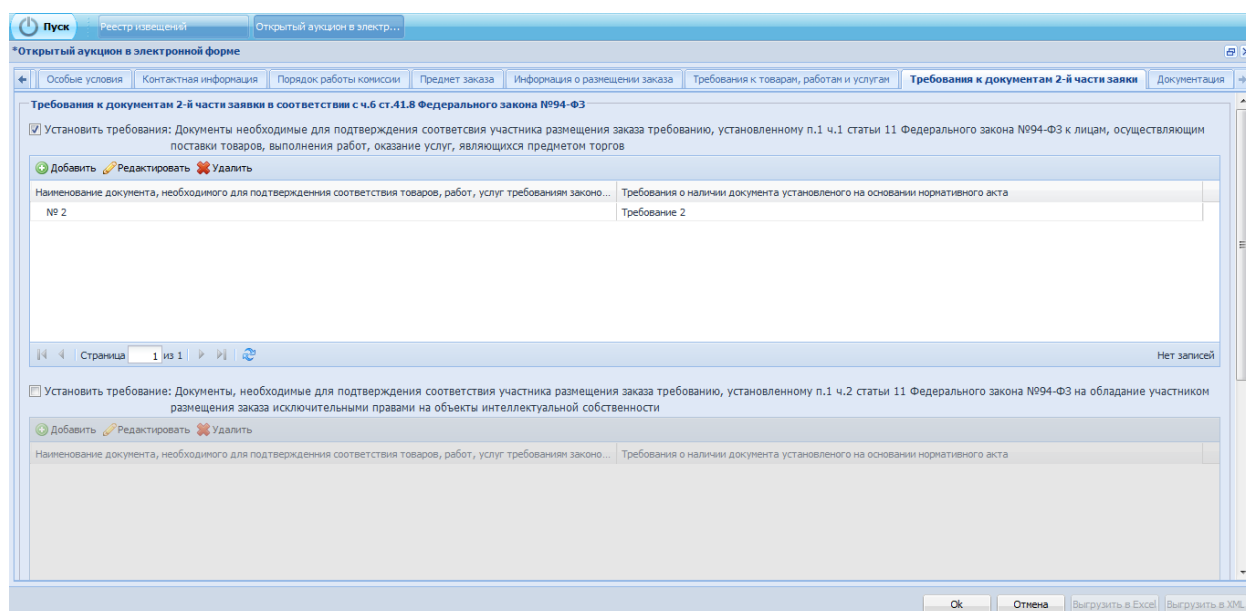 Пуск Реестр извещений Открытый аукцион в электр...
*Открытый аукцион в электронной форме
Особые условия Контактная информация Порядок работы комиссии Предмет заказа Информация о размещении заказа Требования к товарам, работам и услугам Требования к документам 2-й части заяки Документация
Требования к документам 2-й части заявки в соответствии с ч.6 ст.41.8 Федерального закона №94-ФЗ
Установить требования: Документы необходимые для подтверждения соответсвия участника размещения заказа требованию, установленному п.1 ч.1 статьи 11 Федерального закона №94-ФЗ к лицам, осуществляющим
поставки товаров, выполнения работ, оказание услуг, являющихся предметом торгов
Добавить Редактировать Удалить
Наименование документа, необходимого для подтвержденния соответствия товаров, работ, услуг требованиям законо... Требования о наличии документа установленого на основании нормативного акта
№ 2 Требование 2
Страница 1 из 1 Нет записей
Установить требование: Документы, необходимые для подтверждения соответствия участника размещения заказа требованию, установленному п.1 ч.2 статьи 11 Федерального закона №94-ФЗ на обладание участником
размещения заказа исключительными правами на объекты интеллектуальной собственности
Добавить Редактировать Удалить
Наименование документа, необходимого для подтвержденния соответствия товаров, работ, услуг требованиям законо... Требования о наличии документа установленого на основании нормативного акта
Ok Отмена Выгрузить в Excel Выгрузить в XML